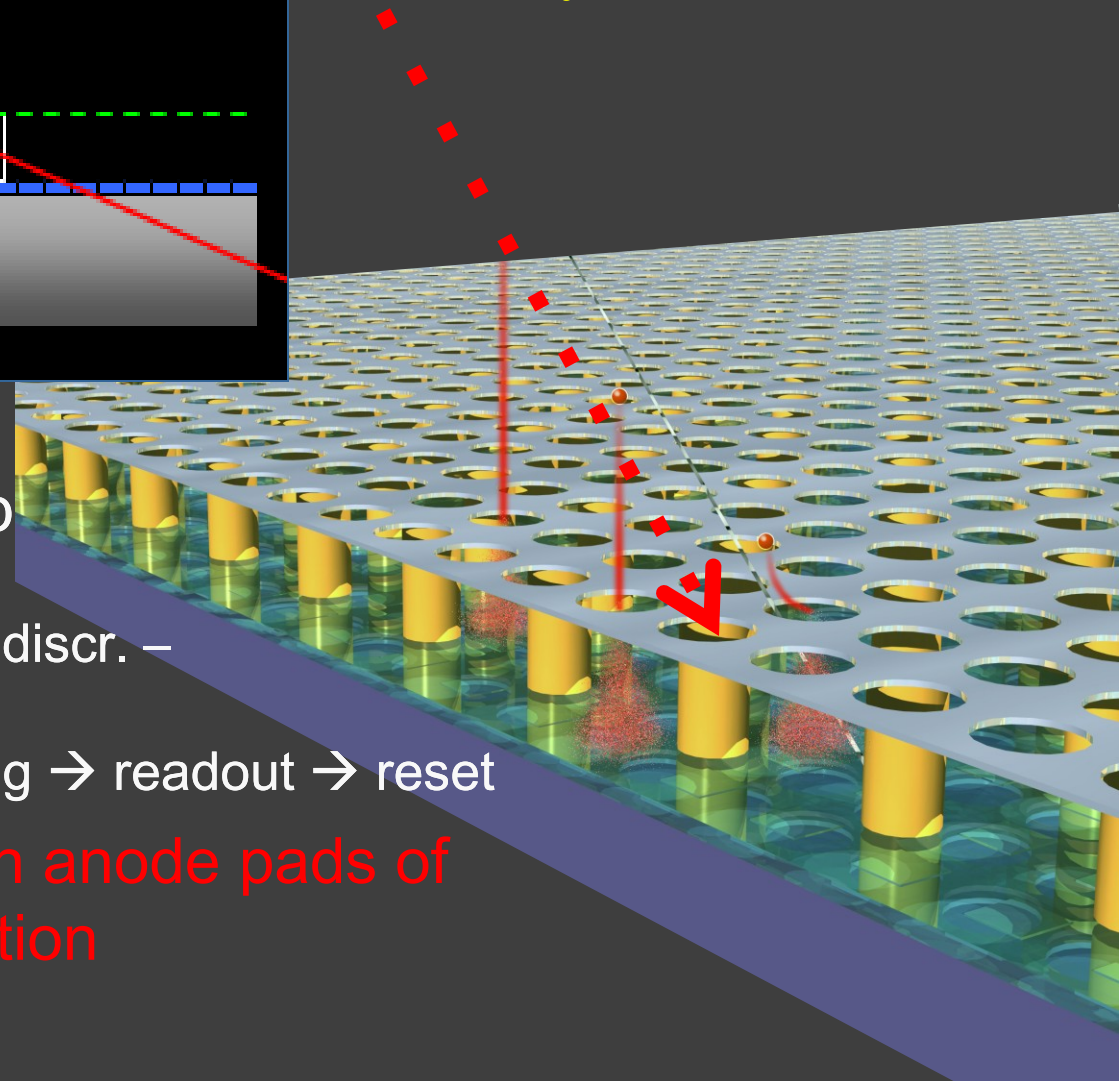 discr. –
g → readout → reset
anode pads of
tion